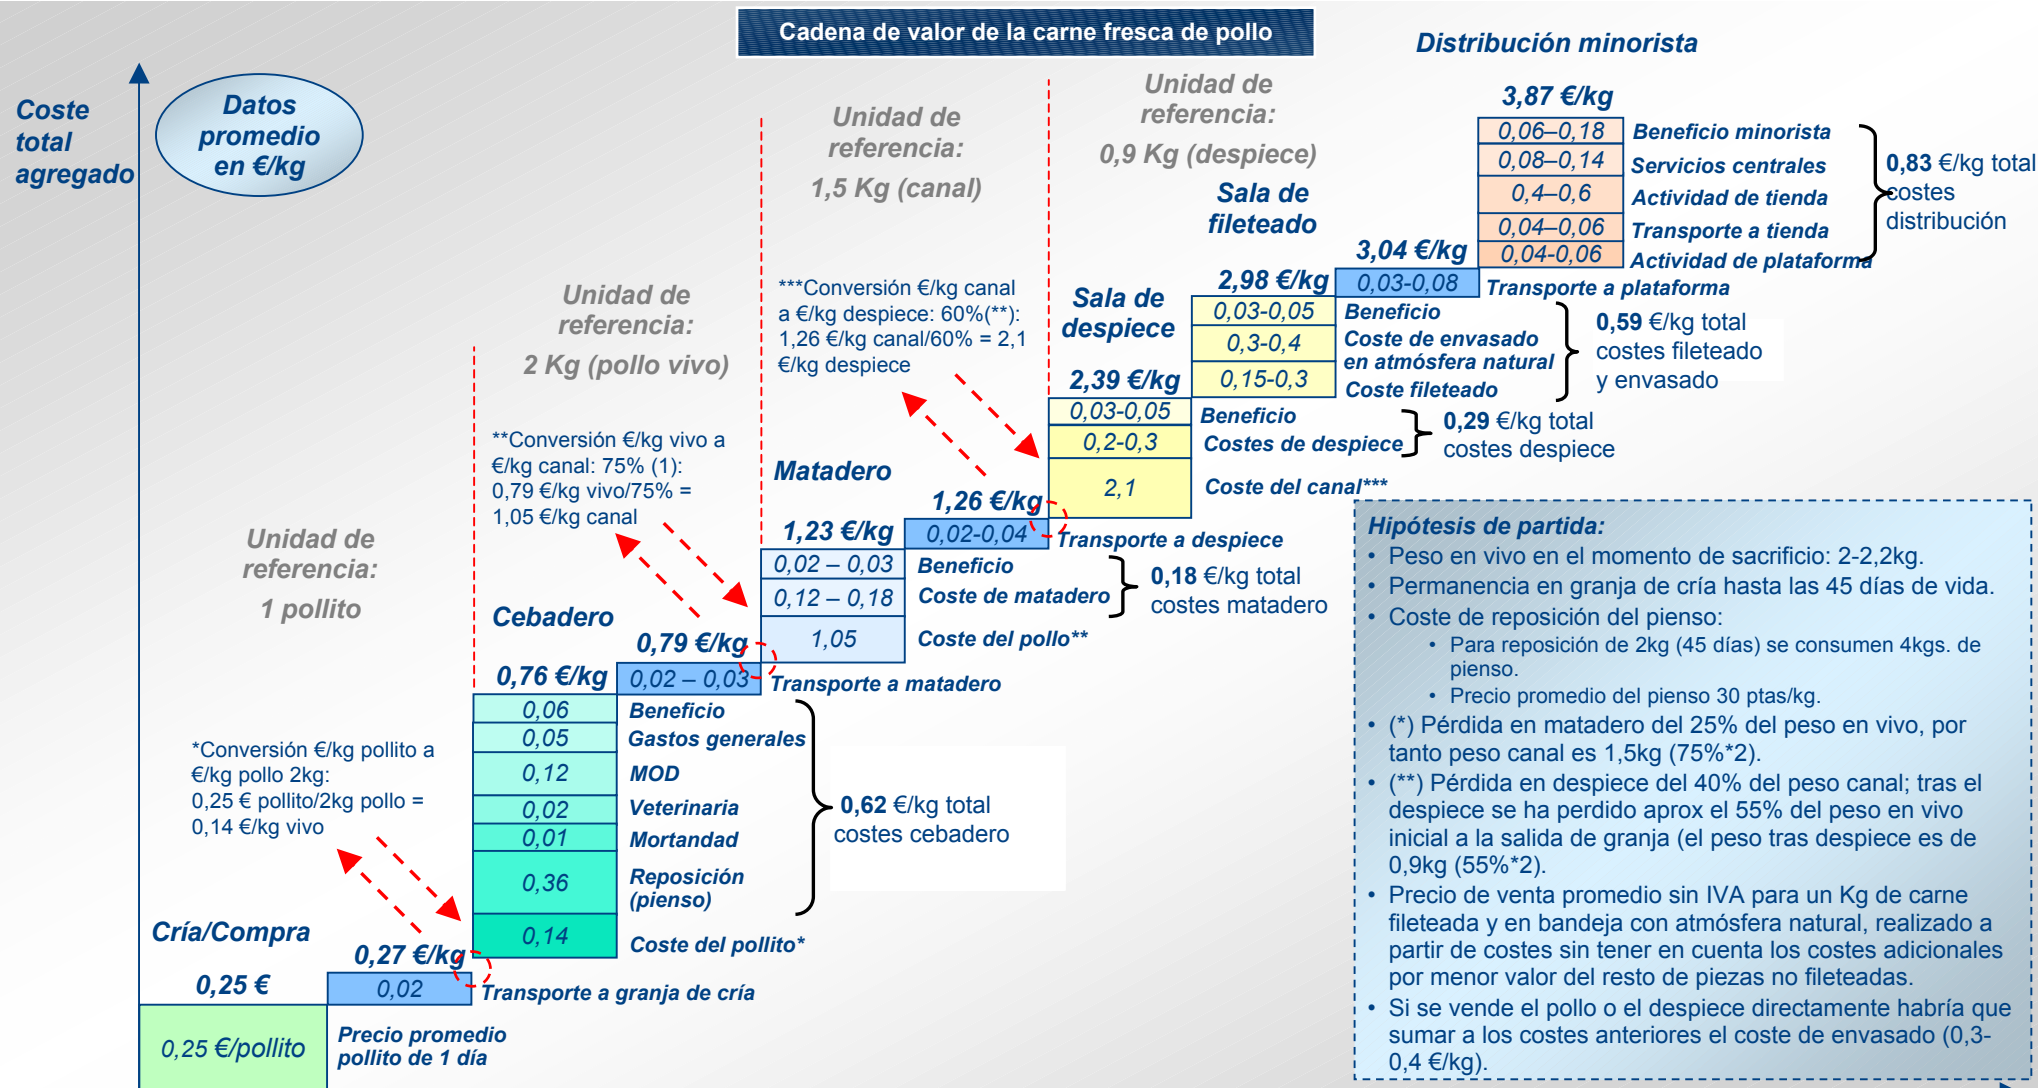 Cadena de valor de la carne fresca de pollo
Coste
total
agregado
Datos
promedio
en €/kg
Unidad de
referencia:
1 pollito
Unidad de
referencia:
2 Kg (pollo vivo)
Unidad de
referencia:
1,5 Kg (canal)
Unidad de
referencia:
0,9 Kg (despiece)
Cría/Compra
0,25 €
0,25 €/pollito
Precio promedio
pollito de 1 día
0,27 €/kg
0,02
Transporte a granja de cría
*Conversión €/kg pollito a
€/kg pollo 2kg:
0,25 € pollito/2kg pollo =
0,14 €/kg vivo
Cebadero
0,76 €/kg
0,06
Beneficio
0,05
Gastos generales
0,12
MOD
0,02
Veterinaria
0,01
Mortandad
0,36
Reposición
(pienso)
0,14
Coste del pollito*
0,62 €/kg total
costes cebadero
0,79 €/kg
0,02 – 0,03
Transporte a matadero
**Conversión €/kg vivo a
€/kg canal: 75% (1):
0,79 €/kg vivo/75% =
1,05 €/kg canal
Matadero
1,23 €/kg
0,02 – 0,03
Beneficio
0,12 – 0,18
Coste de matadero
1,05
Coste del pollo**
0,18 €/kg total
costes matadero
1,26 €/kg
0,02-0,04
Transporte a despiece
***Conversión €/kg canal
a €/kg despiece: 60%(**):
1,26 €/kg canal/60% = 2,1
€/kg despiece
Sala de
despiece
2,39 €/kg
0,03-0,05
Beneficio
0,2-0,3
Costes de despiece
2,1
Coste del canal***
0,29 €/kg total
costes despiece
Sala de
fileteado
2,98 €/kg
0,03-0,05
Beneficio
0,3-0,4
Coste de envasado
en atmósfera natural
0,15-0,3
Coste fileteado
0,59 €/kg total
costes fileteado
y envasado
3,04 €/kg
0,03-0,08
Transporte a plataforma
Distribución minorista
3,87 €/kg
0,06–0,18
Beneficio minorista
0,08–0,14
Servicios centrales
0,4–0,6
Actividad de tienda
0,04–0,06
Transporte a tienda
0,04-0,06
Actividad de plataforma
0,83 €/kg total
costes
distribución
Hipótesis de partida:
• Peso en vivo en el momento de sacrificio: 2-2,2kg.
• Permanencia en granja de cría hasta las 45 días de vida.
• Coste de reposición del pienso:
• Para reposición de 2kg (45 días) se consumen 4kgs. de
pienso.
• Precio promedio del pienso 30 ptas/kg.
• (*) Pérdida en matadero del 25% del peso en vivo, por
tanto peso canal es 1,5kg (75%*2).
• (**) Pérdida en despiece del 40% del peso canal; tras el
despiece se ha perdido aprox el 55% del peso en vivo
inicial a la salida de granja (el peso tras despiece es de
0,9kg (55%*2).
• Precio de venta promedio sin IVA para un Kg de carne
fileteada y en bandeja con atmósfera natural, realizado a
partir de costes sin tener en cuenta los costes adicionales
por menor valor del resto de piezas no fileteadas.
• Si se vende el pollo o el despiece directamente habría que
sumar a los costes anteriores el coste de envasado (0,3-
0,4 €/kg).